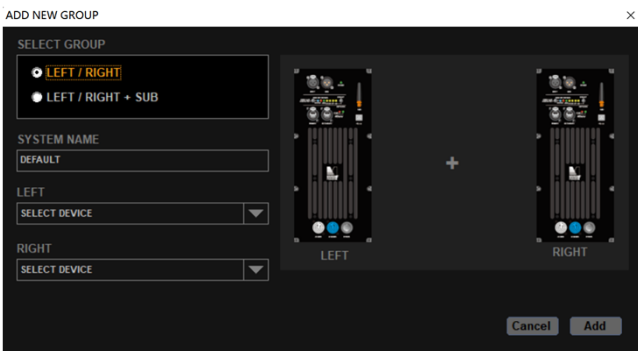 ADD NEW GROUP
SELECT GROUP
LEFT / RIGHT
LEFT / RIGHT + SUB
SYSTEM NAME
DEFAULT
LEFT
SELECT DEVICE
RIGHT
SELECT DEVICE
LEFT
RIGHT
Cancel
Add